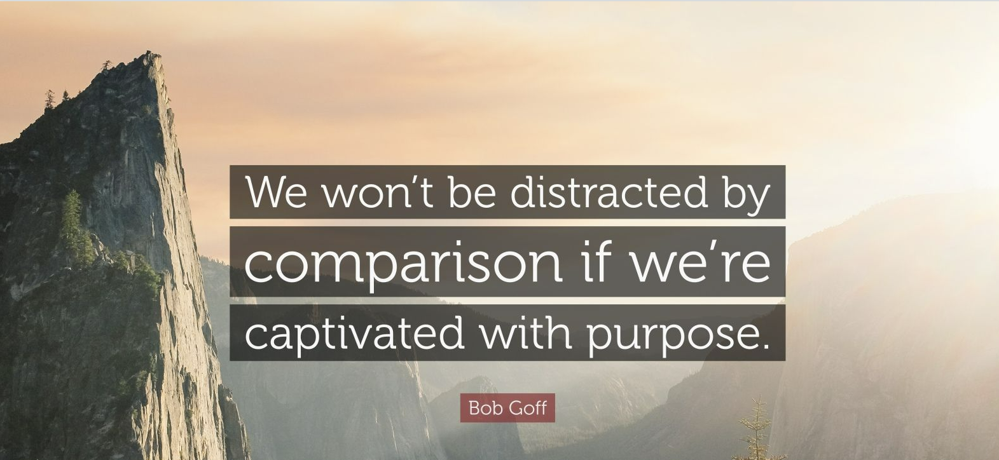 We won’t be distracted by
comparison if we’re
captivated with purpose.
Bob Goff